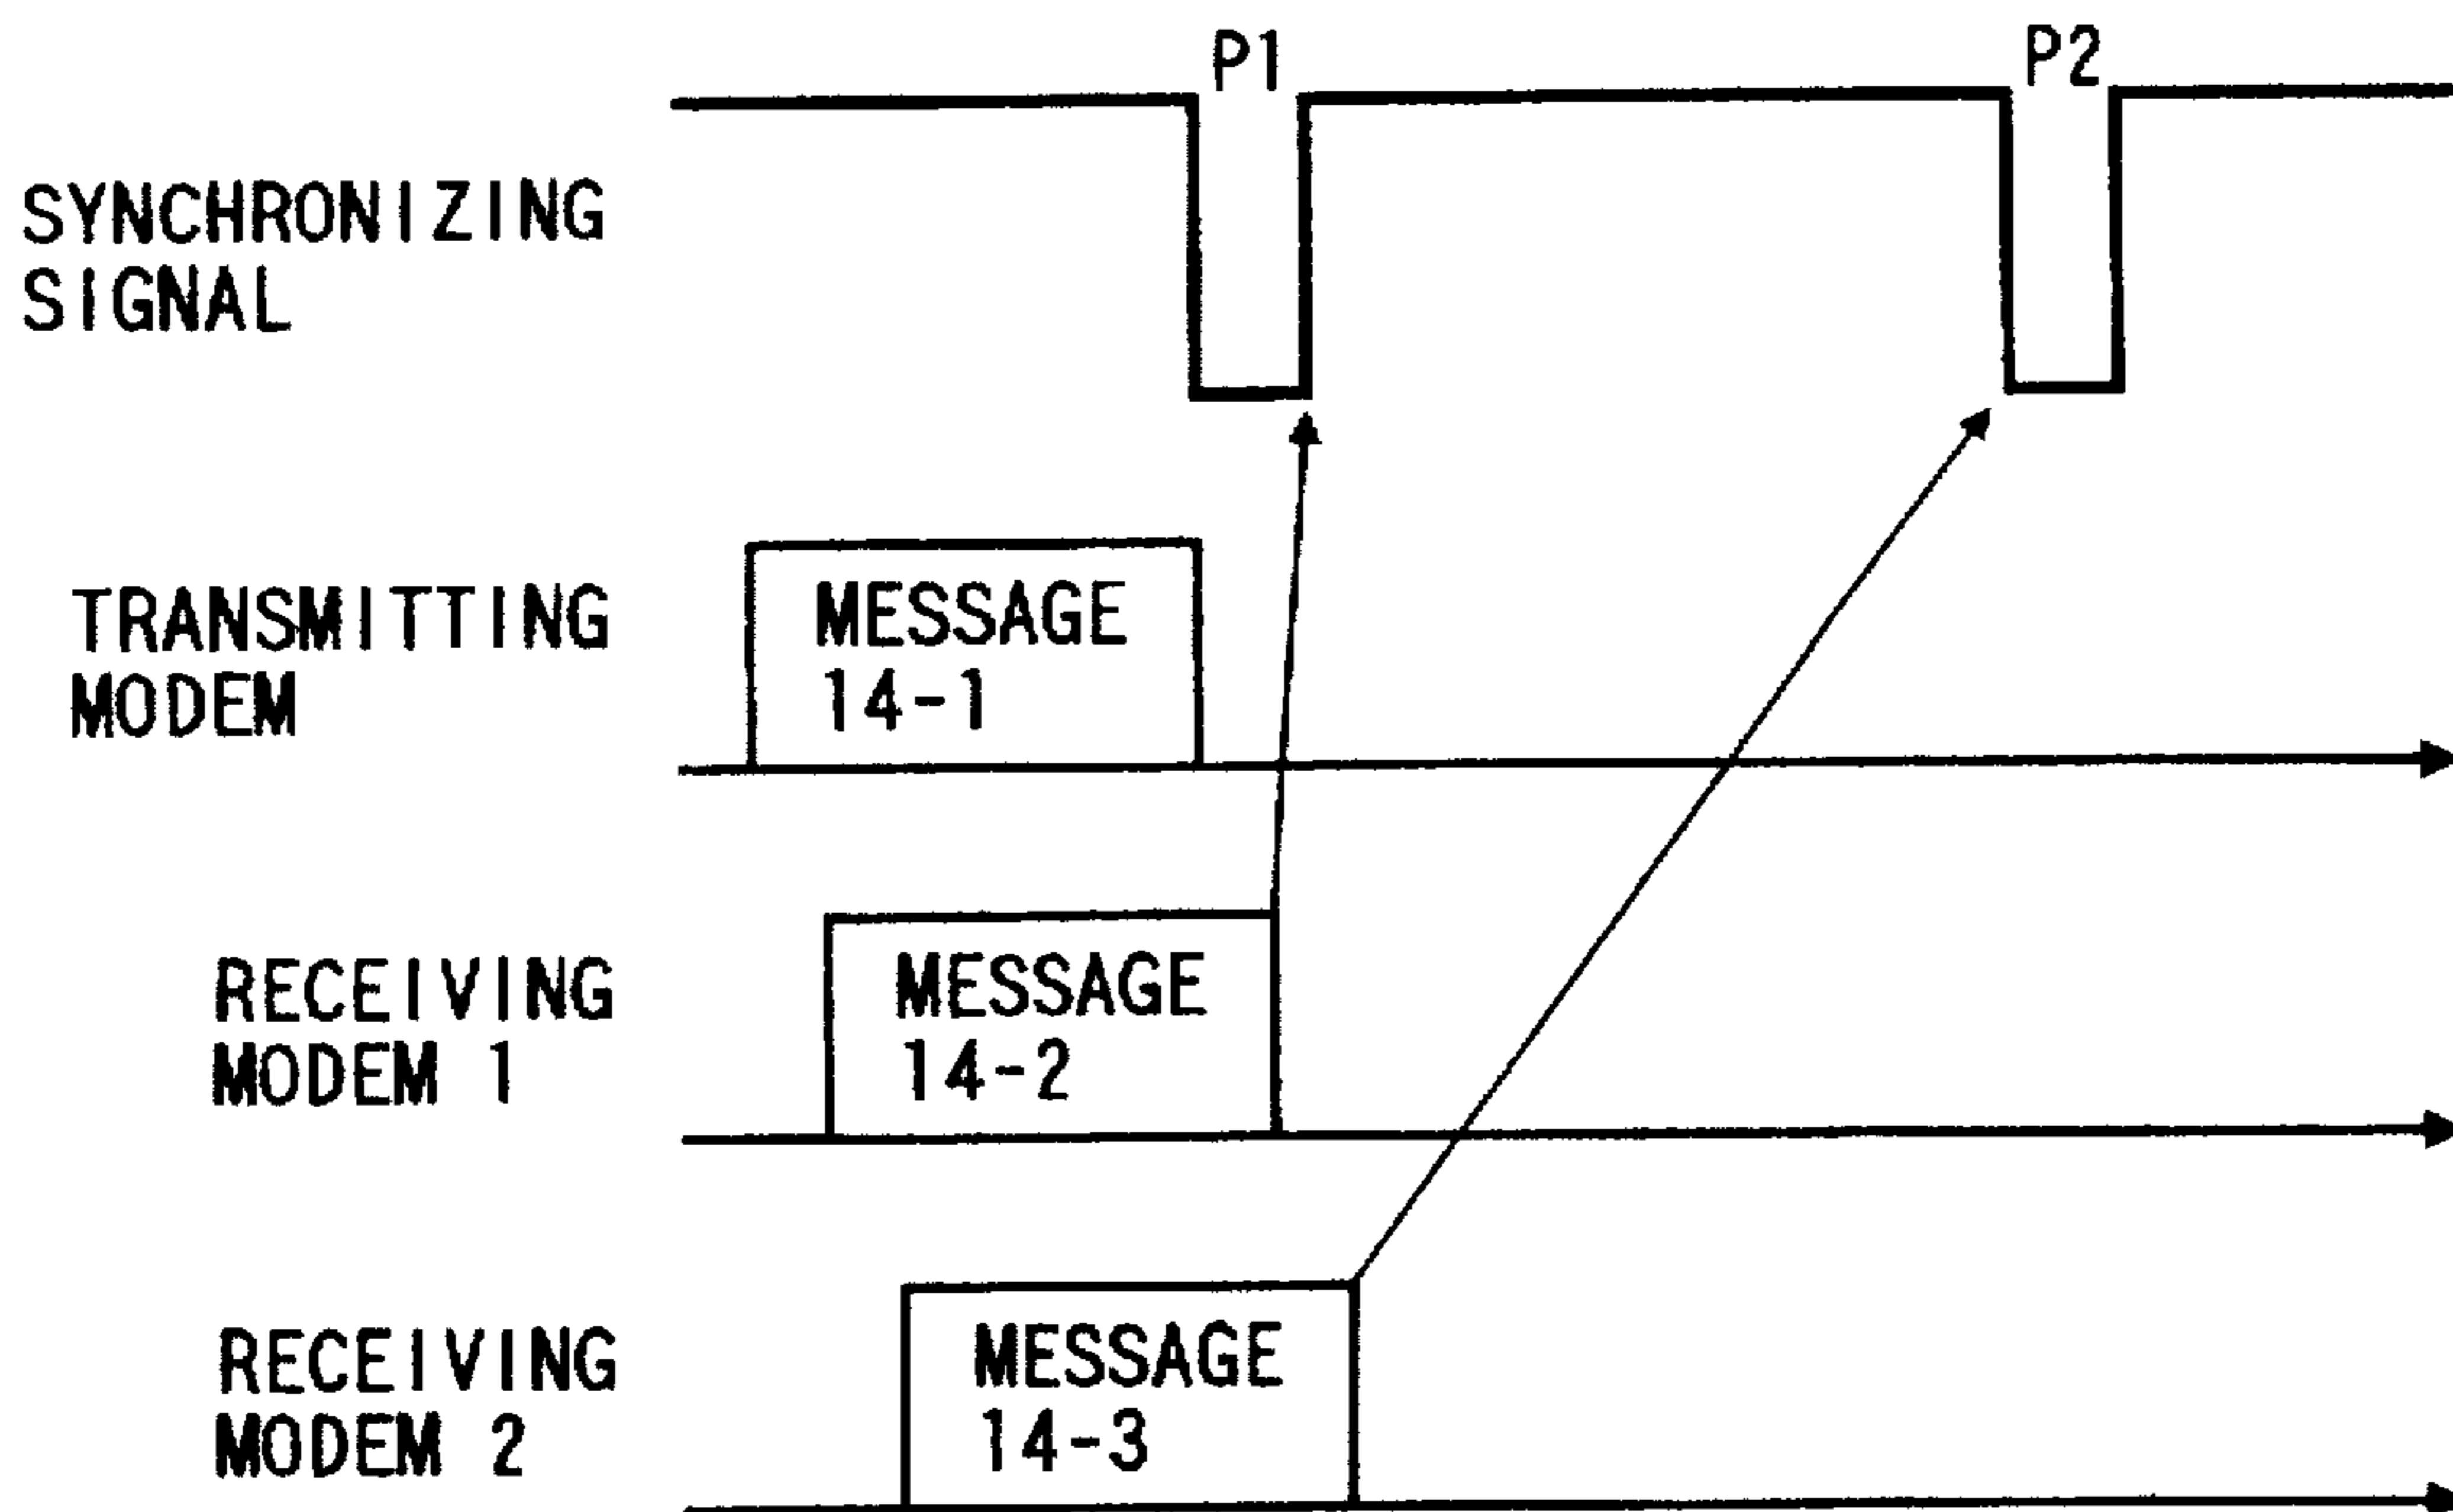 P1
P2
SYNCHRONIZING
SIGNAL
TRANSMITTING
MODEM
MESSAGE
14-1
RECEIVING
MODEM 1
MESSAGE
14-2
RECEIVING
MODEM 2
MESSAGE
14-3